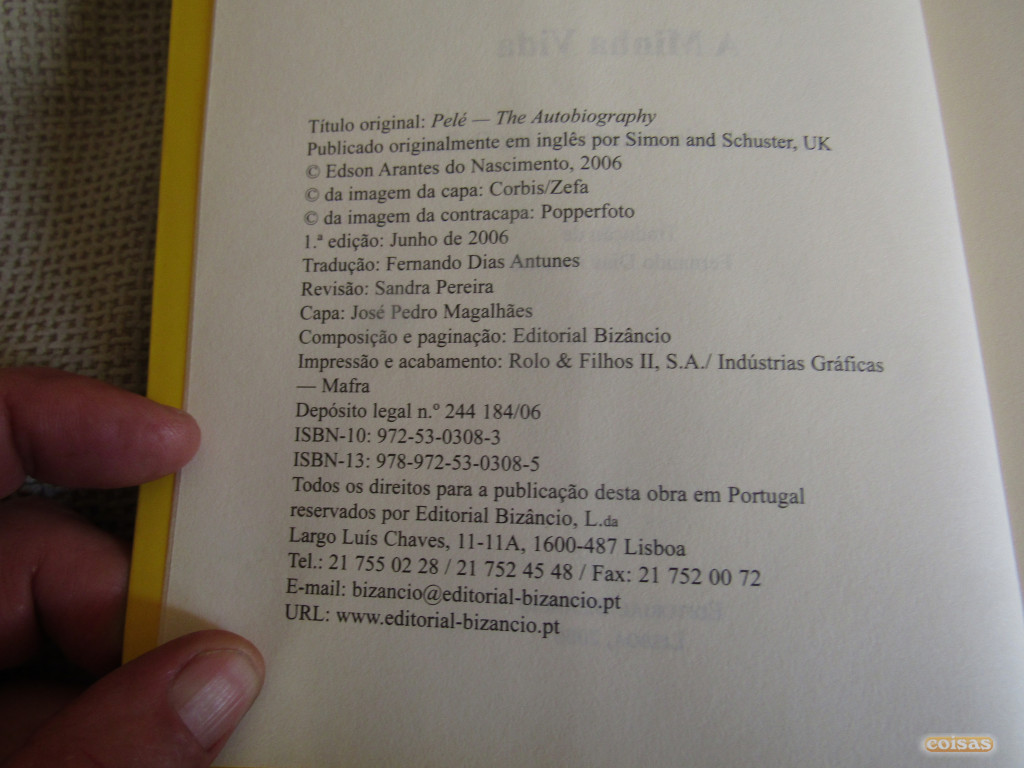 Título original: Pelé — The Autobiography
Publicado originalmente em inglês por Simon and Schuster, UK
© Edson Arantes do Nascimento, 2006
© da imagem da capa: Corbis/Zefa
© da imagem da contracapa: Popperfoto
1.ª edição: Junho de 2006
Tradução: Fernando Dias Antunes
Revisão: Sandra Pereira
Capa: José Pedro Magalhães
Composição e paginação: Editorial Bizâncio
Impressão e acabamento: Rolo & Filhos II, S.A./ Indústrias Gráficas
— Mafra
Depósito legal n.º 244 184/06
ISBN-10: 972-53-0308-3
ISBN-13: 978-972-53-0308-5
Todos os direitos para a publicação desta obra em Portugal
reservados por Editorial Bizâncio, L.da
Largo Luís Chaves, 11-11A, 1600-487 Lisboa
Tel.: 21 755 02 28 / 21 752 45 48 / Fax: 21 752 00 72
E-mail: bizancio@editorial-bizancio.pt
URL: www.editorial-bizancio.pt
coisas